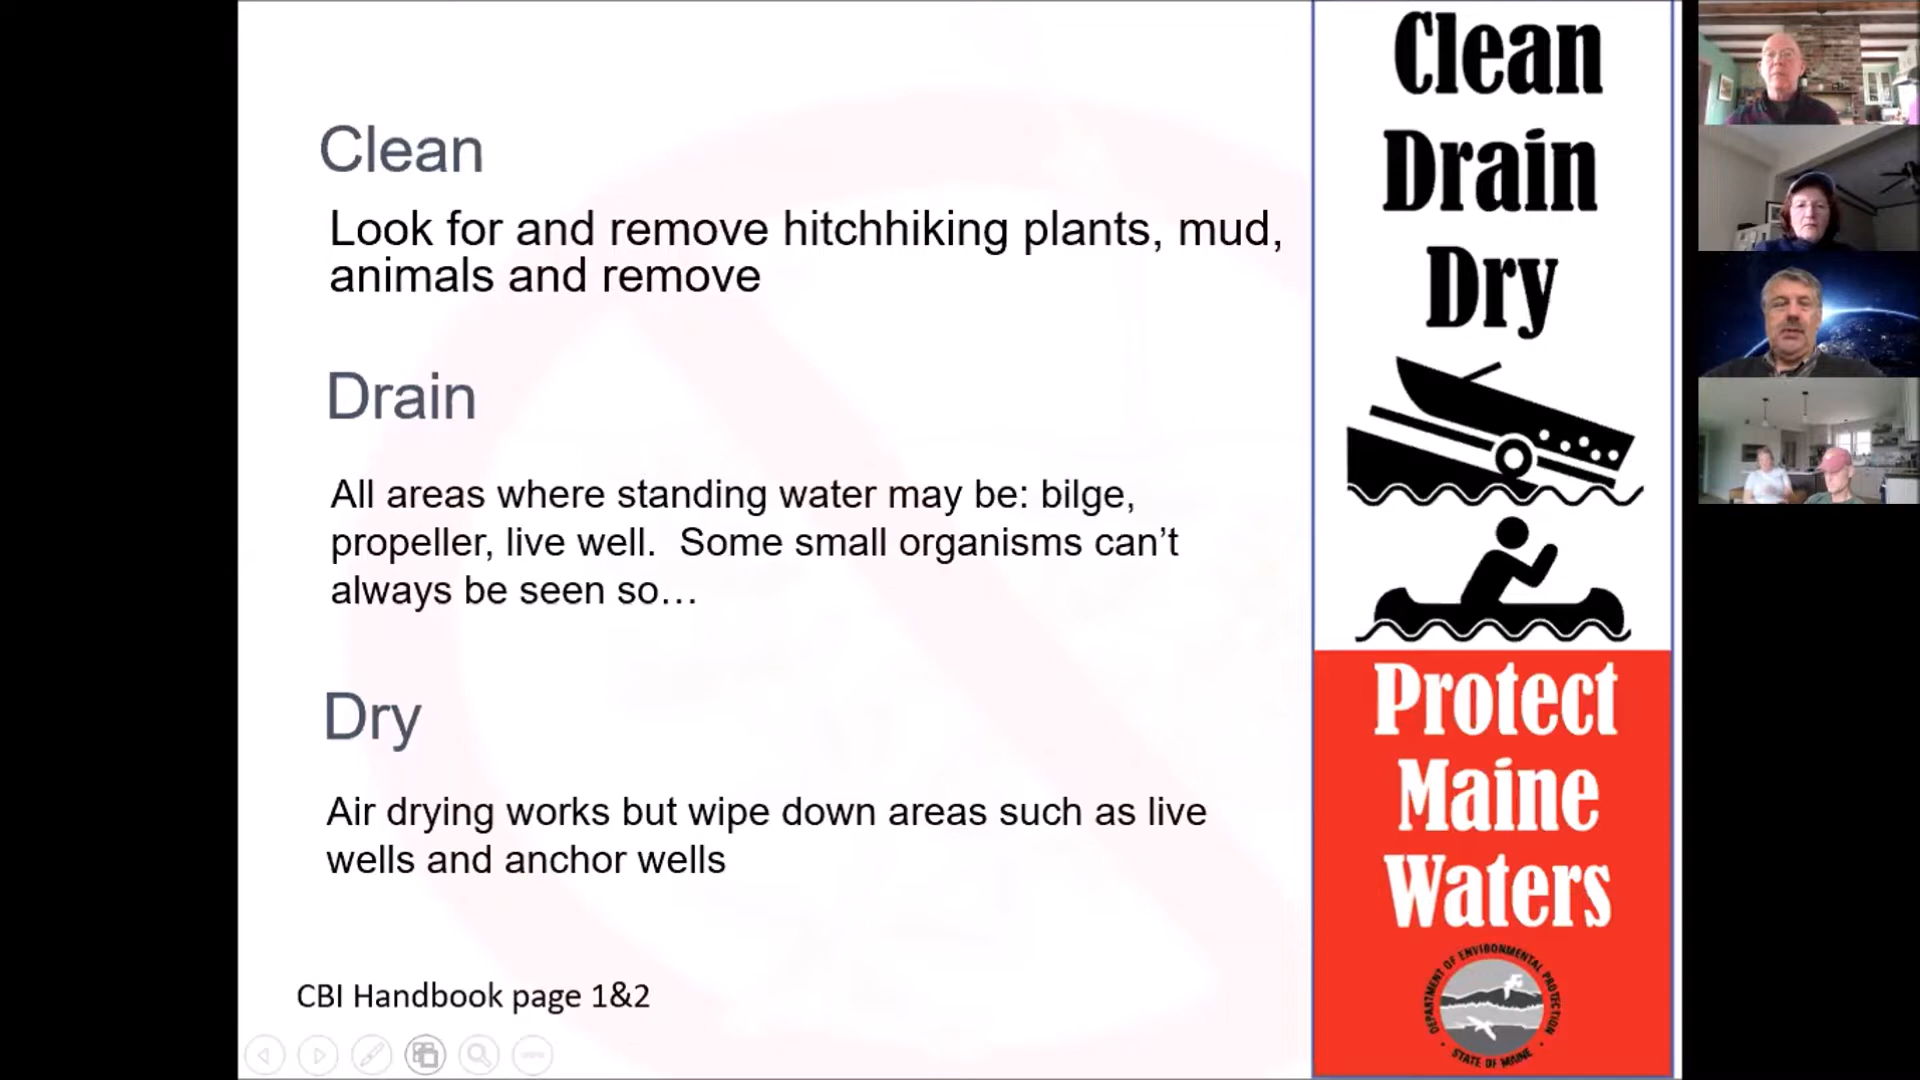 Clean
Look for and remove hitchhiking plants, mud,
animals and remove
Drain
All areas where standing water may be: bilge,
propeller, live well.  Some small organisms can’t
always be seen so…
Dry
Air drying works but wipe down areas such as live
wells and anchor wells
CBI Handbook page 1&2
Clean
Drain
Dry
Protect
Maine
Waters
DEPARTMENT OF ENVIRONMENTAL PROTECTION
STATE OF MAINE